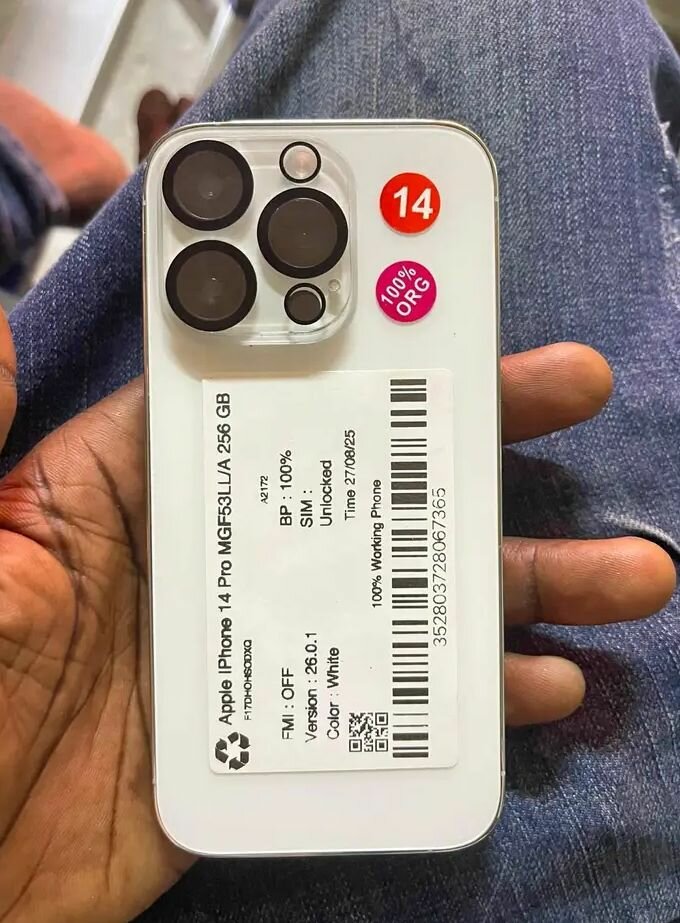 14
100%
ORG
Apple IPhone 14 Pro MGF53LL/A 256 GB
F17DHOHSODXQ
A2172
FMI : OFF
BP : 100%
Version : 26.0.1
SIM :
Color : White
Unlocked
Time 27/08/25
100% Working Phone
352803728067365